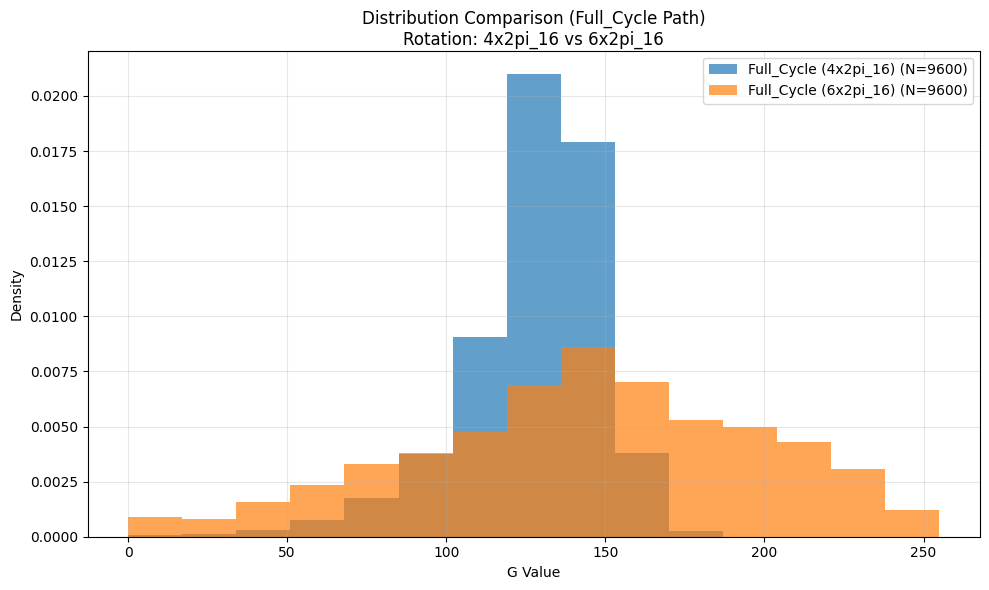 Distribution Comparison (Full_Cycle Path)
Rotation: 4x2pi_16 vs 6x2pi_16
Full_Cycle (4x2pi_16) (N=9600)
Full_Cycle (6x2pi_16) (N=9600)
0.0200
0.0175
0.0150
0.0125
0.0100
0.0075
0.0050
0.0025
0.0000
Density
0 50 100 150 200 250
G Value